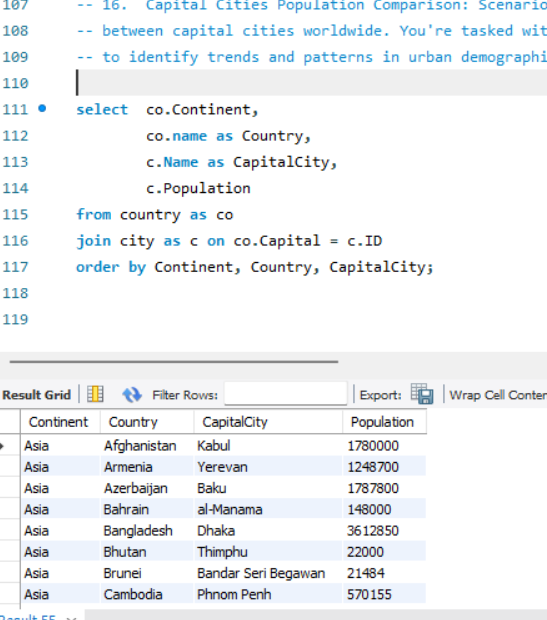 107 -- 16. Capital Cities Population Comparison: Scenario
108 -- between capital cities worldwide. You're tasked wit
109 -- to identify trends and patterns in urban demographi
110
111 select co.Continent,
112 co.name as Country,
113 c.Name as CapitalCity,
114 c.Population
115 from country as co
116 join city as c on co.Capital = c.ID
117 order by Continent, Country, CapitalCity;
118
119
Result Grid Filter Rows: Export: Wrap Cell Conten
Continent Country CapitalCity Population
Asia Afghanistan Kabul 1780000
Asia Armenia Yerevan 1248700
Asia Azerbaijan Baku 1787800
Asia Bahrain al-Manama 148000
Asia Bangladesh Dhaka 3612850
Asia Bhutan Thimphu 22000
Asia Brunei Bandar Seri Begawan 21484
Asia Cambodia Phnom Penh 570155
Result 55